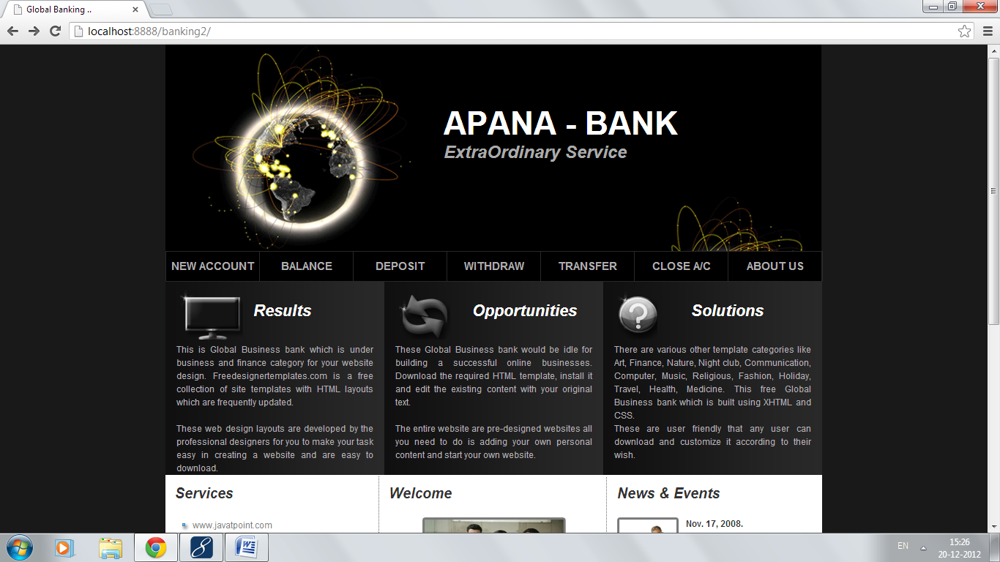 Global Banking ..
localhost:8888/banking2/
APANA - BANK
ExtraOrdinary Service
NEW ACCOUNT BALANCE DEPOSIT WITHDRAW TRANSFER CLOSE A/C ABOUT US
Results
This is Global Business bank which is under
business and finance category for your website
design. Freedesignertemplates.com is a free
collection of site templates with HTML layouts
which are frequently updated.
These web design layouts are developed by the
professional designers for you to make your task
easy in creating a website and are easy to
download.
Opportunities
These Global Business bank would be idle for
building a successful online businesses.
Download the required HTML template, install it
and edit the existing content with your original
text.
The entire website are pre-designed websites all
you need to do is adding your own personal
content and start your own website.
Solutions
There are various other template categories like
Art, Finance, Nature, Night club, Communication,
Computer, Music, Religious, Fashion, Holiday,
Travel, Health, Medicine. This free Global
Business bank which is built using XHTML and
CSS.
These are user friendly that any user can
download and customize it according to their
wish.
Services
www.javatpoint.com
Welcome
News & Events
Nov. 17, 2008.
EN
15:26
20-12-2012